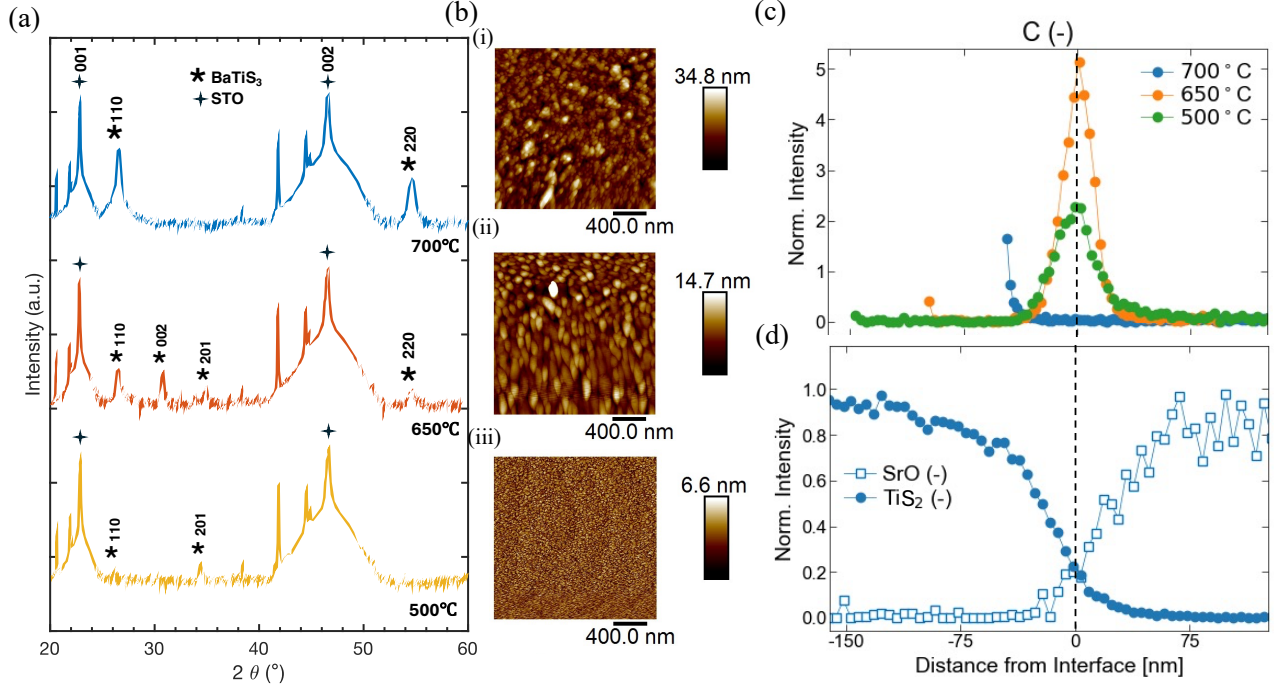 (a)
001
002
★ BaTiS₃
✦ STO
★ 110
★ 220
700℃
★ 110
★ 002
★ 201
★ 220
650℃
★ 110
★ 201
500℃
Intensity (a.u.)
20
30
40
50
60
2 θ (°)
(b)
(i)
34.8 nm
400.0 nm
(ii)
14.7 nm
400.0 nm
(iii)
6.6 nm
400.0 nm
(c)
C (-)
700°C
650°C
500°C
5
4
3
2
1
0
Norm. Intensity
(d)
1.0
0.8
0.6
0.4
0.2
0.0
Norm. Intensity
SrO (-)
TiS₂ (-)
-150
-75
0
75
Distance from Interface [nm]